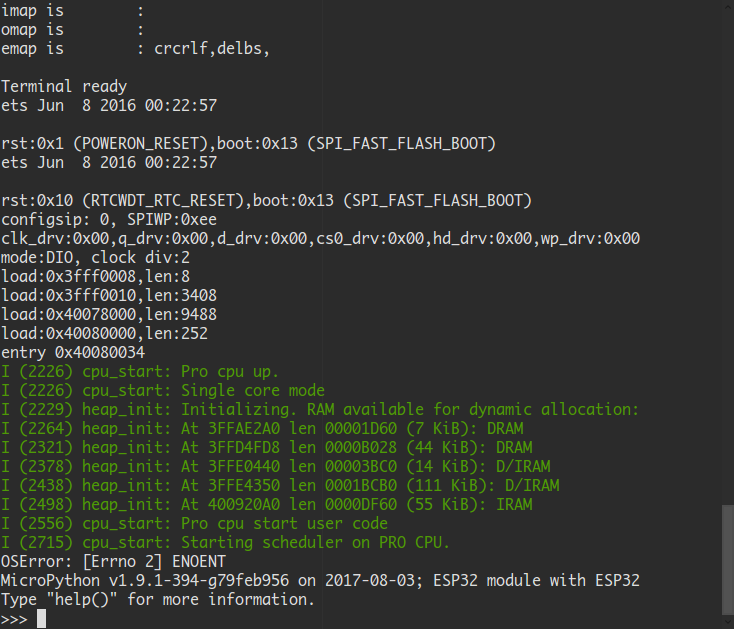 imap is        :
omap is        :
emap is        : crcrlf,delbs,
Terminal ready
ets Jun  8 2016 00:22:57
rst:0x1 (POWERON_RESET),boot:0x13 (SPI_FAST_FLASH_BOOT)
ets Jun  8 2016 00:22:57
rst:0x10 (RTCWDT_RTC_RESET),boot:0x13 (SPI_FAST_FLASH_BOOT)
configsip: 0, SPIWP:0xee
clk_drv:0x00,q_drv:0x00,d_drv:0x00,cs0_drv:0x00,hd_drv:0x00,wp_drv:0x00
mode:DIO, clock div:2
load:0x3fff0008,len:8
load:0x3fff0010,len:3408
load:0x40078000,len:9488
load:0x40080000,len:252
entry 0x40080034
I (2226) cpu_start: Pro cpu up.
I (2226) cpu_start: Single core mode
I (2229) heap_init: Initializing. RAM available for dynamic allocation:
I (2264) heap_init: At 3FFAE2A0 len 00001D60 (7 KiB): DRAM
I (2321) heap_init: At 3FFD4FD8 len 0000B028 (44 KiB): DRAM
I (2378) heap_init: At 3FFE0440 len 00003BC0 (14 KiB): D/IRAM
I (2438) heap_init: At 3FFE4350 len 0001BCB0 (111 KiB): D/IRAM
I (2498) heap_init: At 400920A0 len 0000DF60 (55 KiB): IRAM
I (2556) cpu_start: Pro cpu start user code
I (2715) cpu_start: Starting scheduler on PRO CPU.
OSError: [Errno 2] ENOENT
MicroPython v1.9.1-394-g79feb956 on 2017-08-03; ESP32 module with ESP32
Type "help()" for more information.
>>>